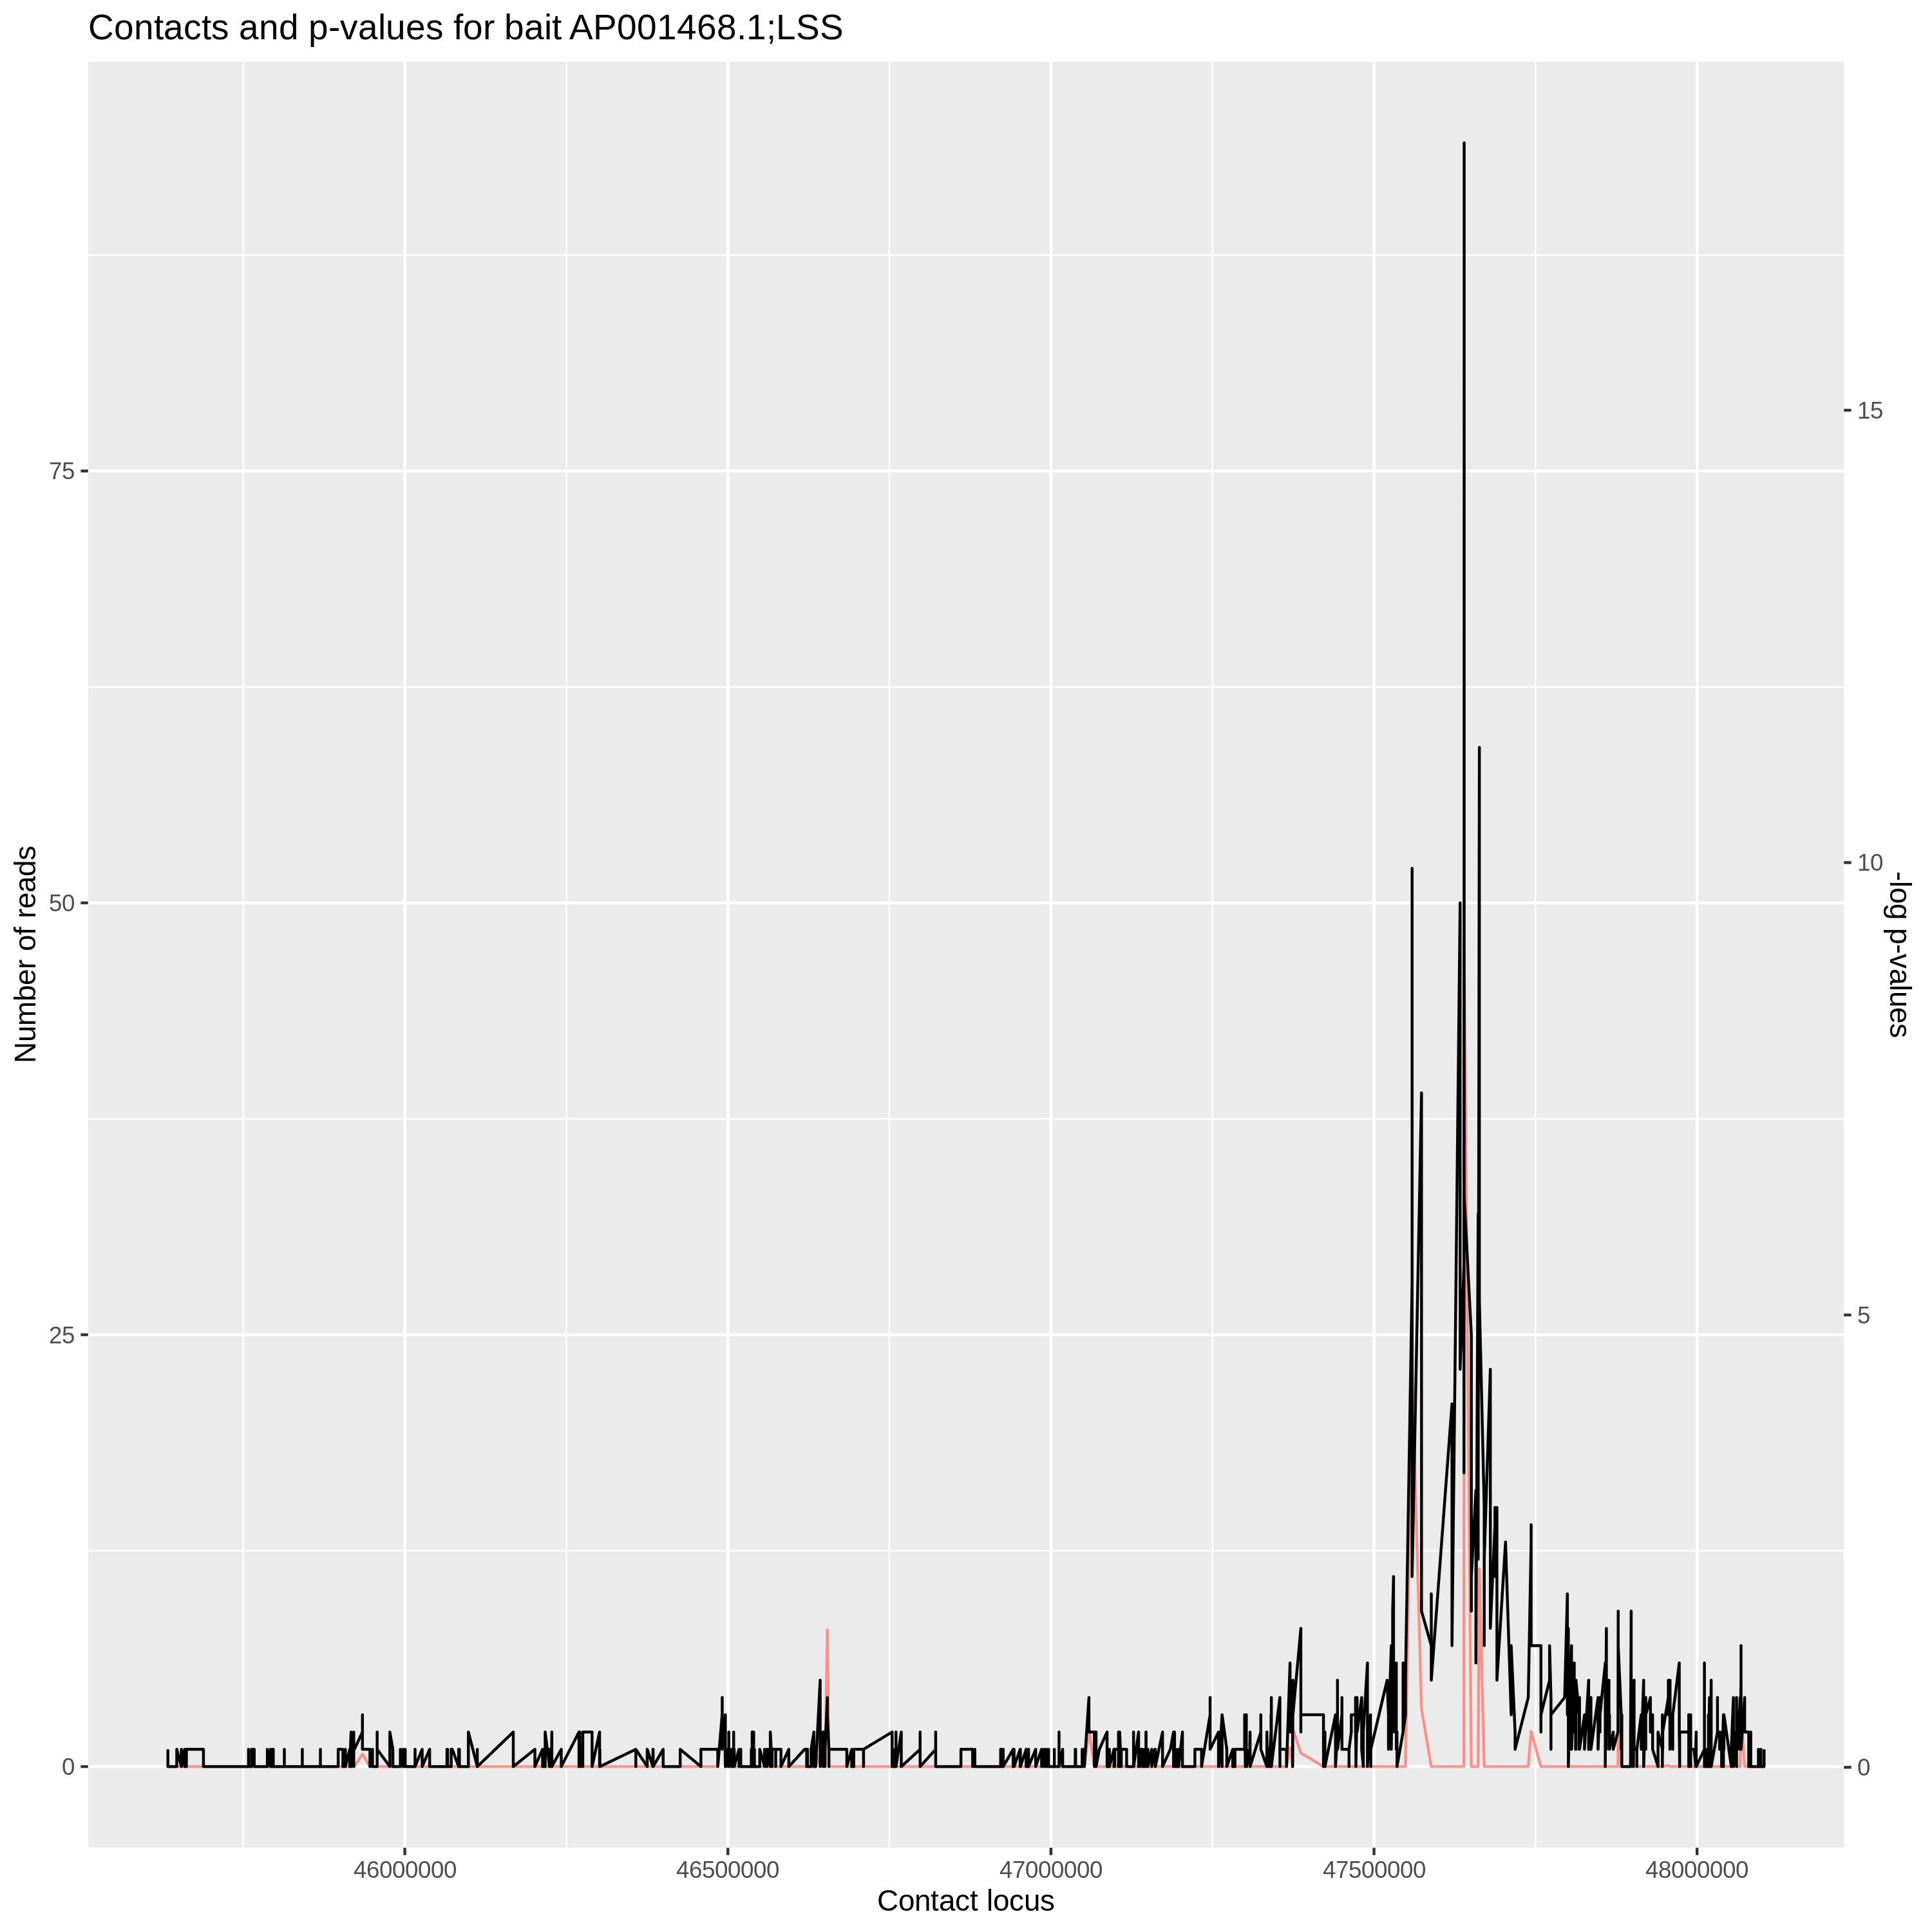 Contacts and p-values for bait AP001468.1;LSS
75
50
25
0
Number of reads
15
10
5
0
-log p-values
46000000 46500000 47000000 47500000 48000000
Contact locus